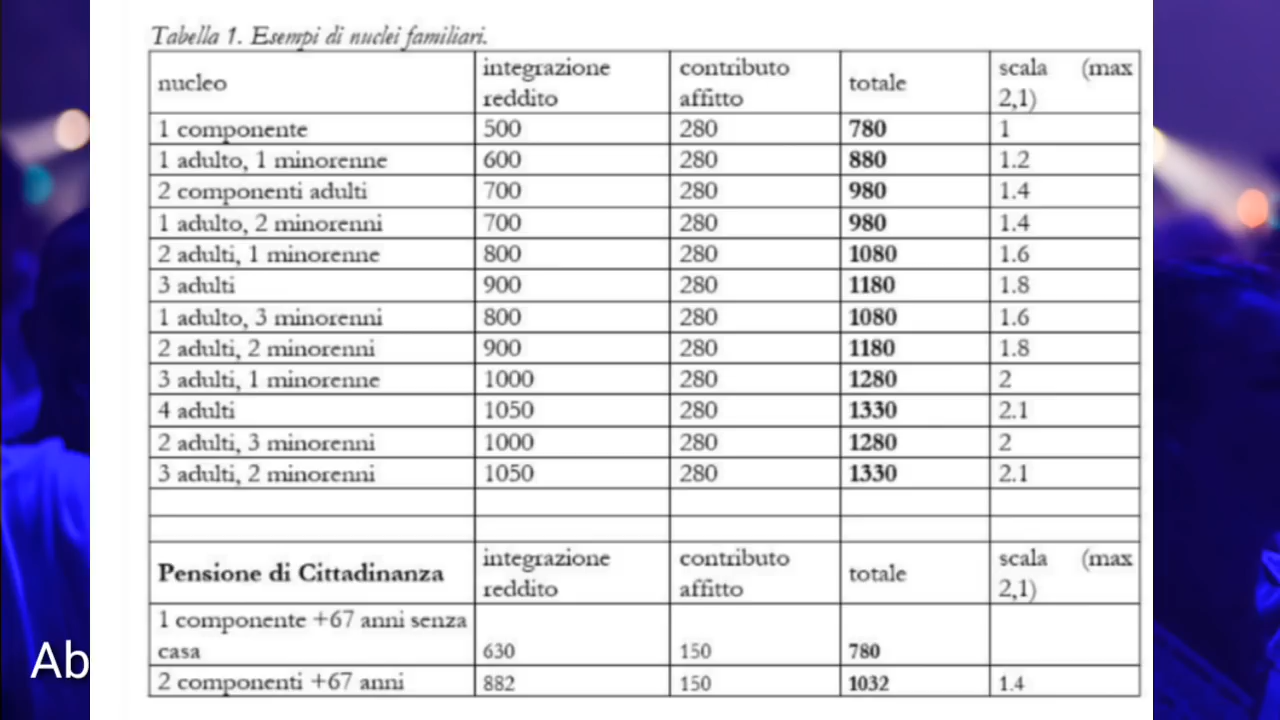 Tabella 1. Esempi di nuclei familiari.
nucleo integrazione reddito contributo affitto totale scala (max 2,1)
1 componente 500 280 780 1
1 adulto, 1 minorenne 600 280 880 1.2
2 componenti adulti 700 280 980 1.4
1 adulto, 2 minorenni 700 280 980 1.4
2 adulti, 1 minorenne 800 280 1080 1.6
3 adulti 900 280 1180 1.8
1 adulto, 3 minorenni 800 280 1080 1.6
2 adulti, 2 minorenni 900 280 1180 1.8
3 adulti, 1 minorenne 1000 280 1280 2
4 adulti 1050 280 1330 2.1
2 adulti, 3 minorenni 1000 280 1280 2
3 adulti, 2 minorenni 1050 280 1330 2.1
Pensione di Cittadinanza integrazione reddito contributo affitto totale scala (max 2,1)
1 componente +67 anni senza casa 630 150 780
2 componenti +67 anni 882 150 1032 1.4
Ab